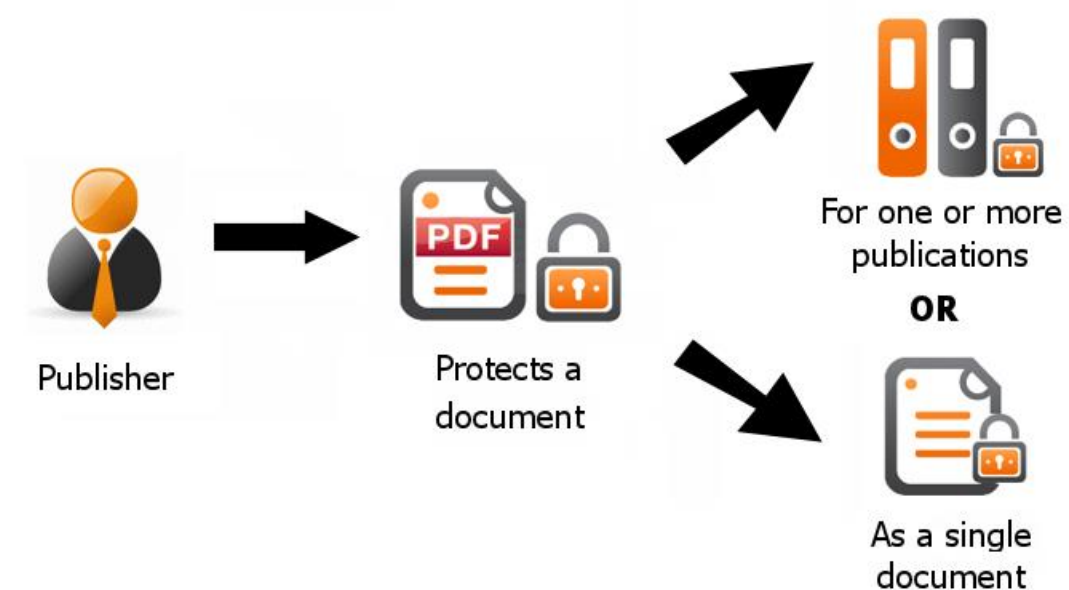 Publisher
PDF
Protects a
document
For one or more
publications
OR
As a single
document